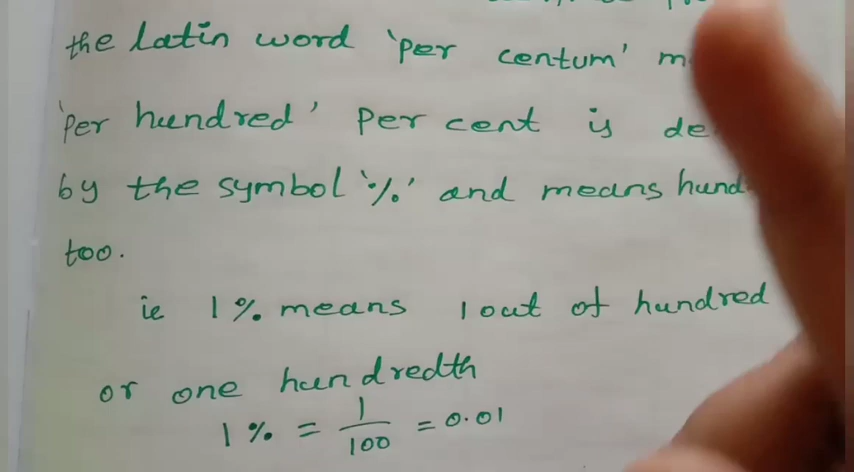 the Latin word 'per centum'
'per hundred' per cent is
by the symbol '%' and means
too.
ie 1% means 1 out of hundred
or one hundredth
1% = 1/100 = 0.01